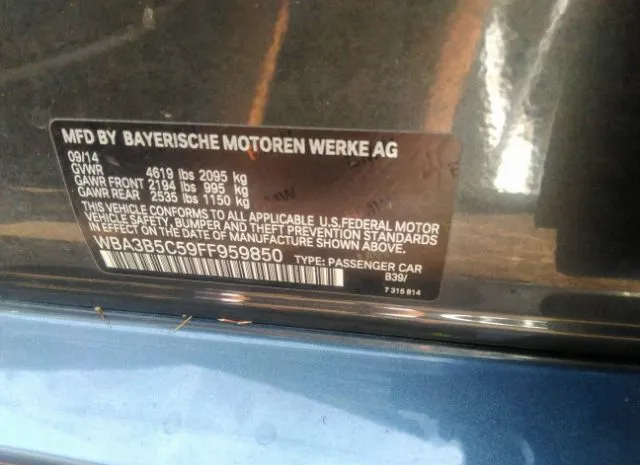 MFD BY BAYERISCHE MOTOREN WERKE AG
09/14
GVWR 4619 lbs 2095 kg
GAWR FRONT 2194 lbs 995 kg
GAWR REAR 2535 lbs 1150 kg
THIS VEHICLE CONFORMS TO ALL APPLICABLE U.S.FEDERAL MOTOR
VEHICLE SAFETY, BUMPER, AND THEFT PREVENTION STANDARDS
IN EFFECT ON THE DATE OF MANUFACTURE SHOWN ABOVE.
WBA3B5C59FF959850 TYPE: PASSENGER CAR
B39/
7 316 814